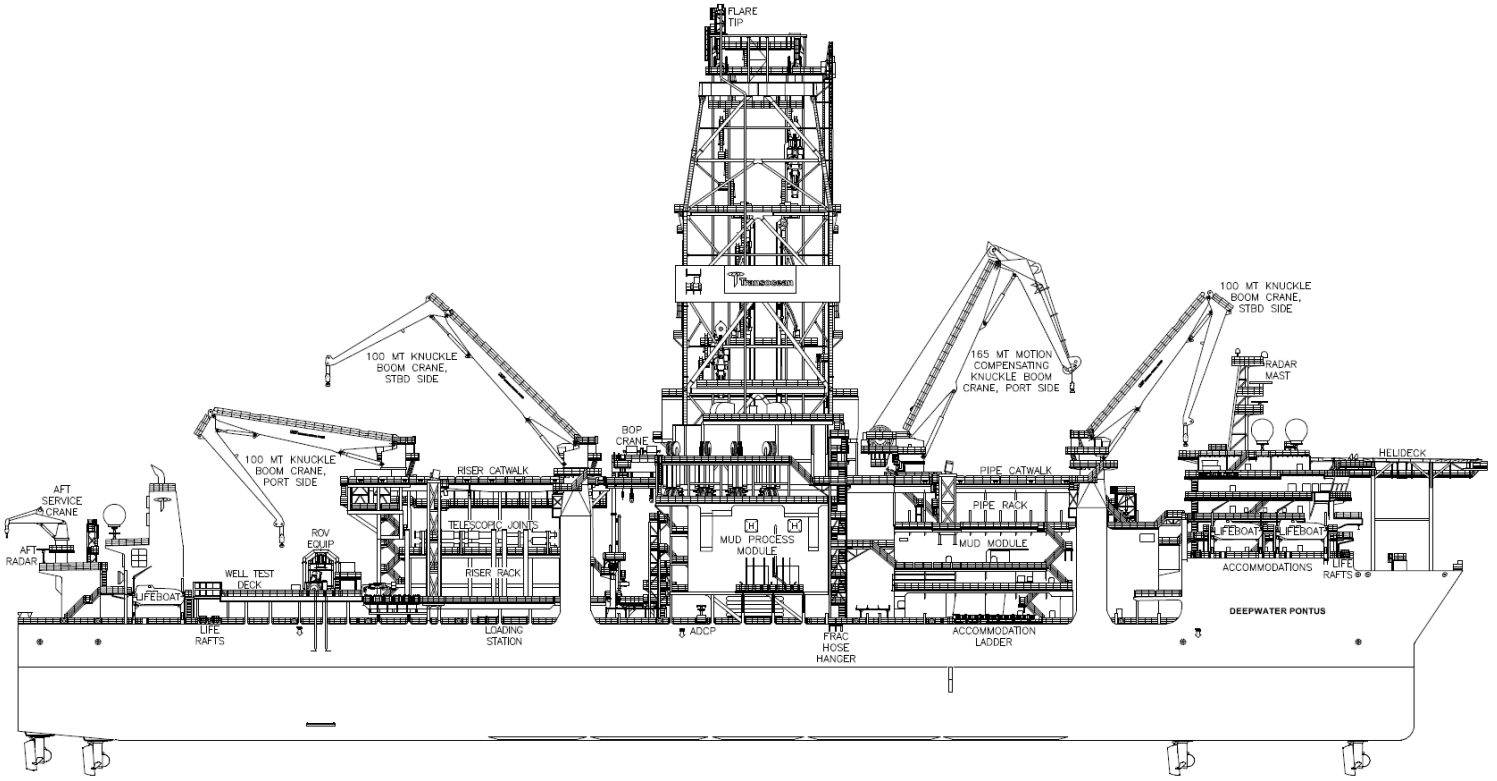 FLARE
TIP
Transocean
100 MT KNUCKLE
BOOM CRANE,
STBD SIDE
165 MT MOTION
COMPENSATING
KNUCKLE BOOM
CRANE, PORT SIDE
100 MT KNUCKLE
BOOM CRANE,
STBD SIDE
RADAR
MAST
100 MT KNUCKLE
BOOM CRANE,
PORT SIDE
BOP
CRANE
RISER CATWALK
PIPE CATWALK
HELIDECK
AFT
SERVICE
CRANE
AFT
RADAR
ROV
EQUIP
TELESCOPIC JOINTS
RISER RACK
H
H
MUD PROCESS
MODULE
PIPE RACK
MUD MODULE
LIFEBOAT
LIFEBOAT
ACCOMMODATIONS
LIFE
RAFTS
WELL TEST
DECK
LIFEBOAT
DEEPWATER PONTUS
LIFE
RAFTS
LOADING
STATION
ADCP
FRAC
HOSE
HANGER
ACCOMMODATION
LADDER